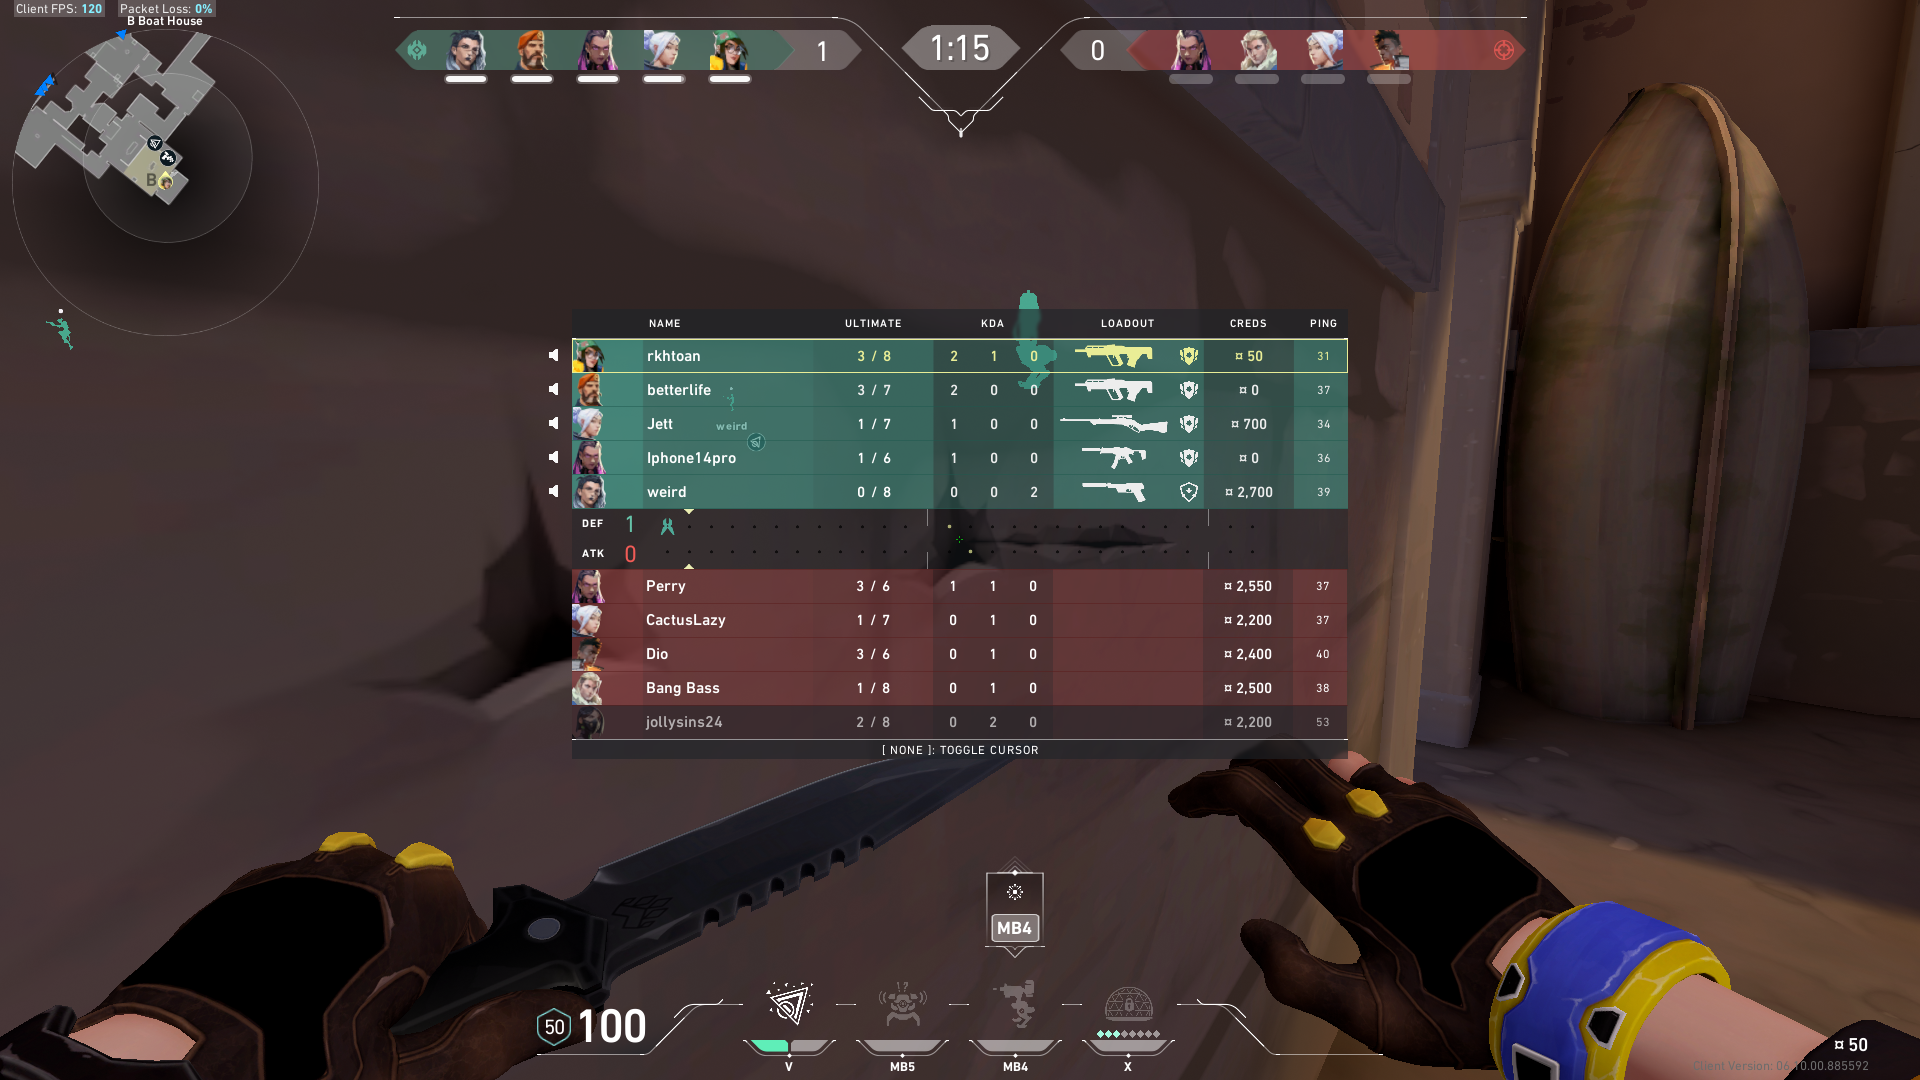 Client FPS: 120 Packet Loss: 0%
B Boat House
1 1:15 0
B
NAME ULTIMATE KDA LOADOUT CREDS PING
rkhtoan 3 / 8 2 1 0 ¤ 50 31
betterlife 3 / 7 2 0 0 ¤ 0 37
Jett 1 / 7 1 0 0 ¤ 700 34
weird
Iphone14pro 1 / 6 1 0 0 ¤ 0 36
weird 0 / 8 0 0 2 ¤ 2,700 39
DEF 1
ATK 0
Perry 3 / 6 1 1 0 ¤ 2,550 37
CactusLazy 1 / 7 0 1 0 ¤ 2,200 37
Dio 3 / 6 0 1 0 ¤ 2,400 40
Bang Bass 1 / 8 0 1 0 ¤ 2,500 38
jollysins24 2 / 8 0 2 0 ¤ 2,200 53
[ NONE ]: TOGGLE CURSOR
MB4
50 100
V MB5 MB4 X
¤ 50
Client Version: 06.10.00.885592